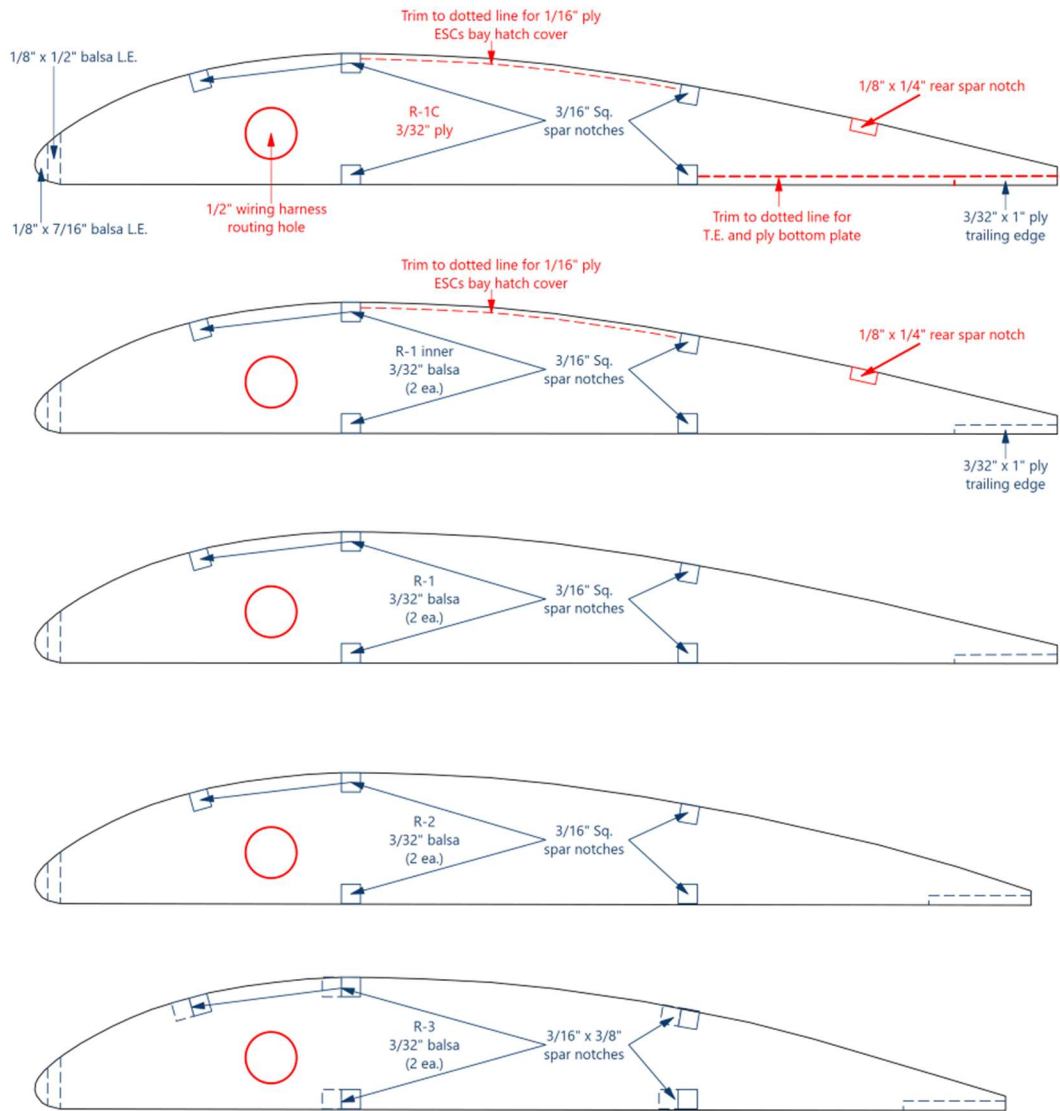 Trim to dotted line for 1/16" ply
ESCs bay hatch cover
1/8" x 1/2" balsa L.E.
1/8" x 1/4" rear spar notch
R-1C
3/32" ply
3/16" Sq.
spar notches
1/8" x 7/16" balsa L.E.
1/2" wiring harness
routing hole
Trim to dotted line for
T.E. and ply bottom plate
3/32" x 1" ply
trailing edge
Trim to dotted line for 1/16" ply
ESCs bay hatch cover
1/8" x 1/4" rear spar notch
R-1 inner
3/32" balsa
(2 ea.)
3/16" Sq.
spar notches
3/32" x 1" ply
trailing edge
R-1
3/32" balsa
(2 ea.)
3/16" Sq.
spar notches
R-2
3/32" balsa
(2 ea.)
3/16" Sq.
spar notches
R-3
3/32" balsa
(2 ea.)
3/16" x 3/8"
spar notches